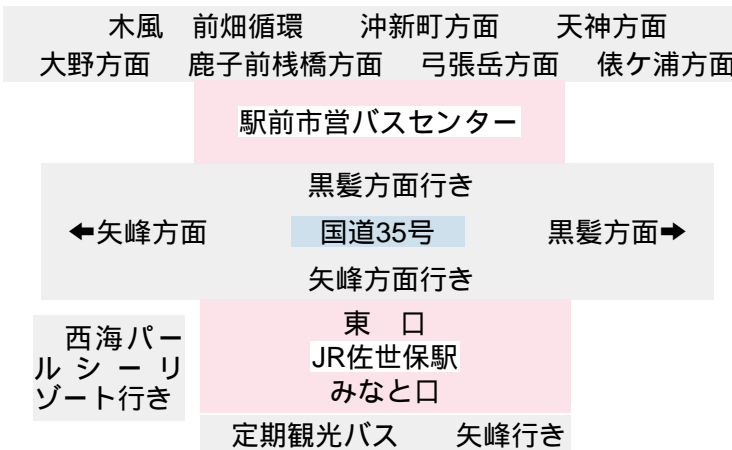 木風 前畑循環 沖新町方面 天神方面
大野方面 鹿子前桟橋方面 弓張岳方面 俵ケ浦方面
駅前市営バスセンター
黒髪方面行き
←矢峰方面 国道35号 黒髪方面→
矢峰方面行き
東 口
JR佐世保駅
みなと口
西海パー
ルシーリ
ゾート行き
定期観光バス 矢峰行き